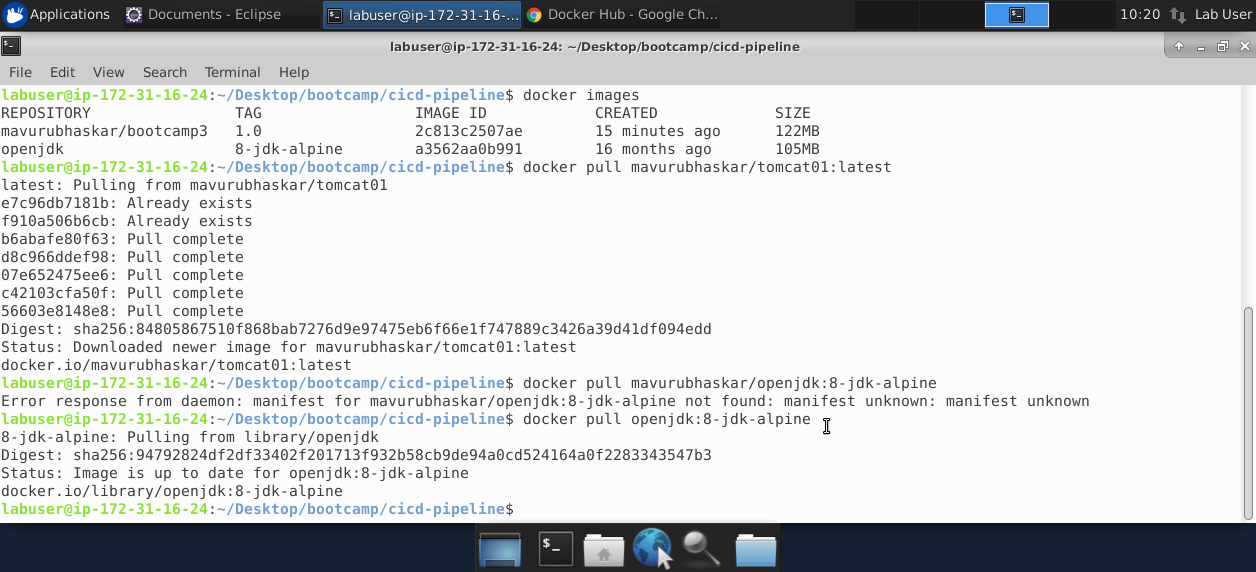 Applications
Documents - Eclipse
labuser@ip-172-31-16-...
Docker Hub - Google Ch...
10:20
Lab User
labuser@ip-172-31-16-24: ~/Desktop/bootcamp/cicd-pipeline
File Edit View Search Terminal Help
labuser@ip-172-31-16-24:~/Desktop/bootcamp/cicd-pipeline$ docker images
REPOSITORY TAG IMAGE ID CREATED SIZE
mavurubhaskar/bootcamp3 1.0 2c813c2507ae 15 minutes ago 122MB
openjdk 8-jdk-alpine a3562aa0b991 16 months ago 105MB
labuser@ip-172-31-16-24:~/Desktop/bootcamp/cicd-pipeline$ docker pull mavurubhaskar/tomcat01:latest
latest: Pulling from mavurubhaskar/tomcat01
e7c96db7181b: Already exists
f910a506b6cb: Already exists
b6abafe80f63: Pull complete
d8c966ddef98: Pull complete
07e652475ee6: Pull complete
c42103cfa50f: Pull complete
56603e8148e8: Pull complete
Digest: sha256:84805867510f868bab7276d9e97475eb6f66e1f747889c3426a39d41df094edd
Status: Downloaded newer image for mavurubhaskar/tomcat01:latest
docker.io/mavurubhaskar/tomcat01:latest
labuser@ip-172-31-16-24:~/Desktop/bootcamp/cicd-pipeline$ docker pull mavurubhaskar/openjdk:8-jdk-alpine
Error response from daemon: manifest for mavurubhaskar/openjdk:8-jdk-alpine not found: manifest unknown: manifest unknown
labuser@ip-172-31-16-24:~/Desktop/bootcamp/cicd-pipeline$ docker pull openjdk:8-jdk-alpine
8-jdk-alpine: Pulling from library/openjdk
Digest: sha256:94792824df2df33402f201713f932b58cb9de94a0cd524164a0f2283343547b3
Status: Image is up to date for openjdk:8-jdk-alpine
docker.io/library/openjdk:8-jdk-alpine
labuser@ip-172-31-16-24:~/Desktop/bootcamp/cicd-pipeline$